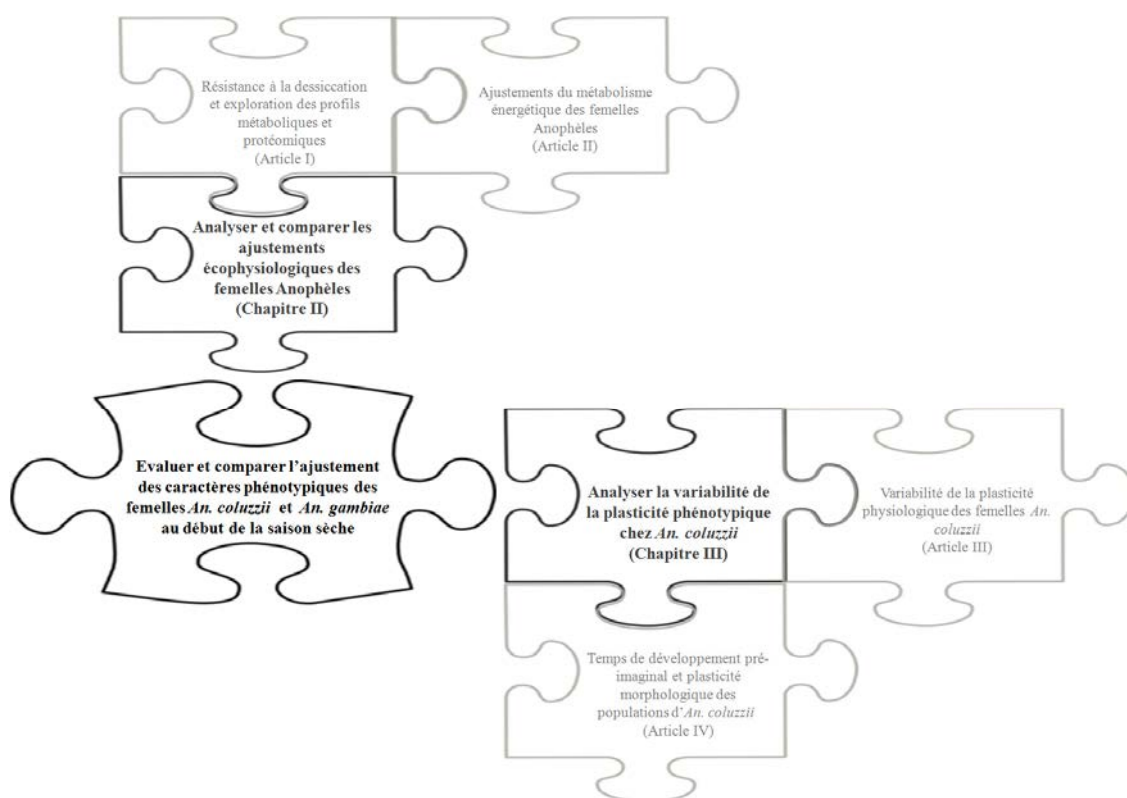 Résistance à la dessiccation
et exploration des profils
métaboliques et
protéomiques
(Article I)
Ajustements du métabolisme
énergétique des femelles
Anophèles
(Article II)
Analyser et comparer les
ajustements
écophysiologiques des
femelles Anophèles
(Chapitre II)
Evaluer et comparer l'ajustement
des caractères phénotypiques des
femelles An. coluzzii et An. gambiae
au début de la saison sèche
Analyser la variabilité de
la plasticité phénotypique
chez An. coluzzii
(Chapitre III)
Variabilité de la plasticité
physiologique des femelles An.
coluzzii
(Article III)
Temps de développement pré-
imaginal et plasticité
morphologique des
populations d'An. coluzzii
(Article IV)